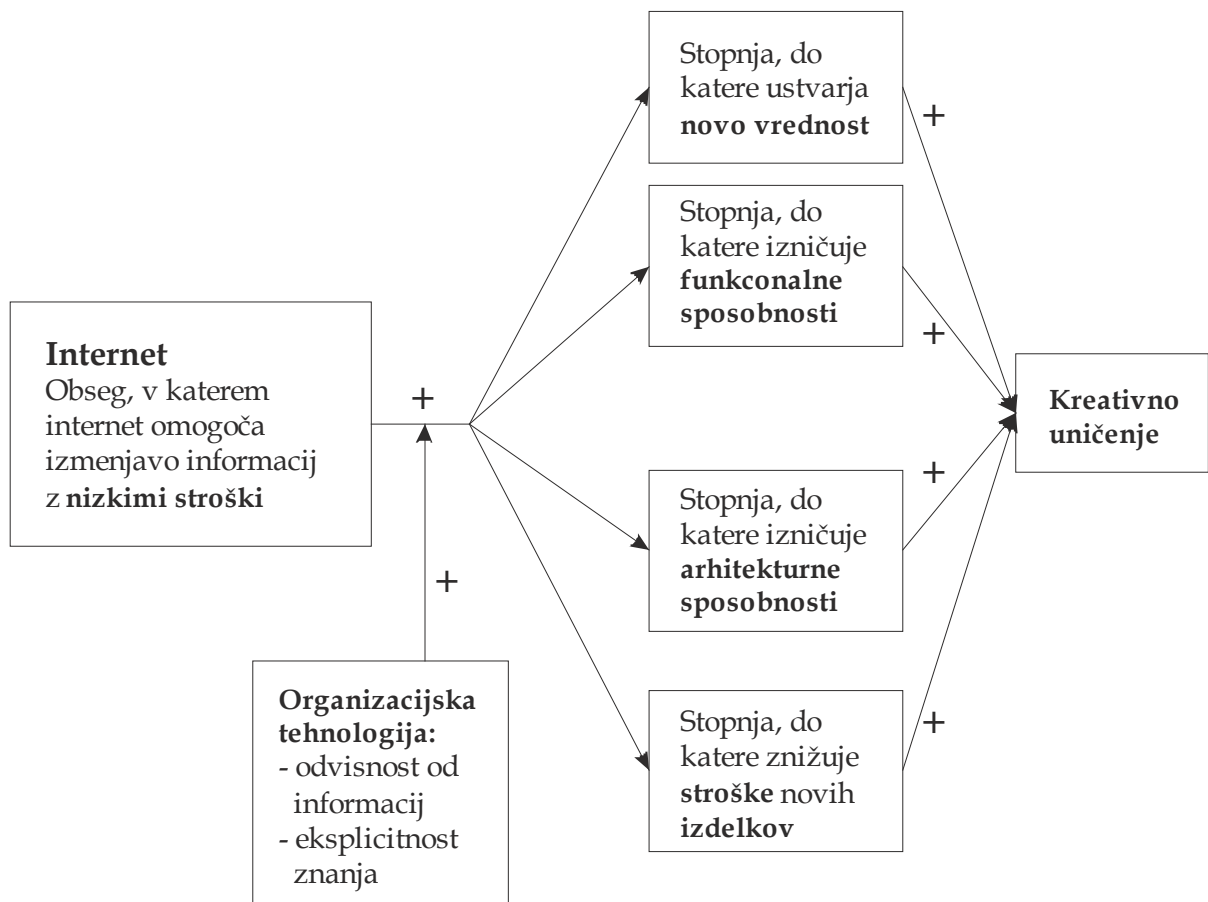 Stopnja, do
katere ustvarja
novo vrednost
+
Stopnja, do
katere izničuje
funkconalne
sposobnosti
+
Internet
Obseg, v katerem
internet omogoča
izmenjavo informacij
z nizkimi stroški
+
Kreativno
uničenje
Stopnja, do
katere izničuje
arhitekturne
sposobnosti
+
+
Organizacijska
tehnologija:
- odvisnost od
informacij
- eksplicitnost
znanja
Stopnja, do
katere znižuje
stroške novih
izdelkov
+